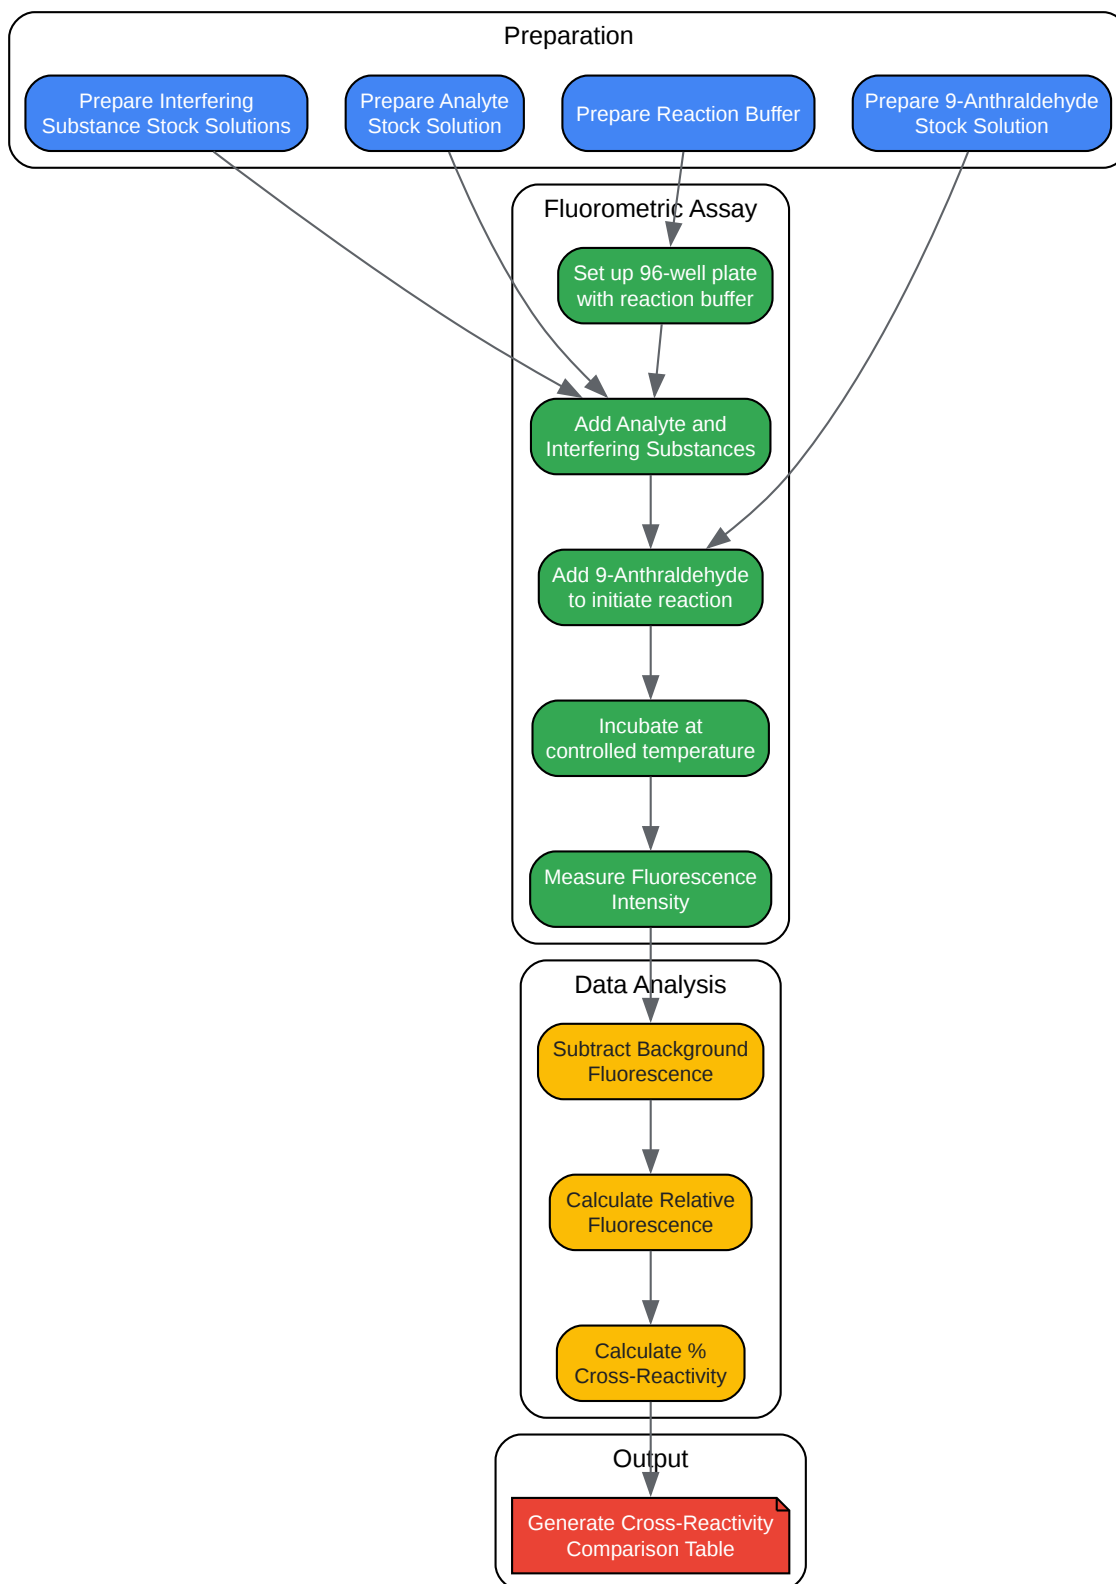 Preparation
Prepare Interfering
Substance Stock Solutions
Prepare Analyte
Stock Solution
Prepare Reaction Buffer
Prepare 9-Anthraldehyde
Stock Solution
Fluorometric Assay
Set up 96-well plate
with reaction buffer
Add Analyte and
Interfering Substances
Add 9-Anthraldehyde
to initiate reaction
Incubate at
controlled temperature
Measure Fluorescence
Intensity
Data Analysis
Subtract Background
Fluorescence
Calculate Relative
Fluorescence
Calculate %
Cross-Reactivity
Output
Generate Cross-Reactivity
Comparison Table